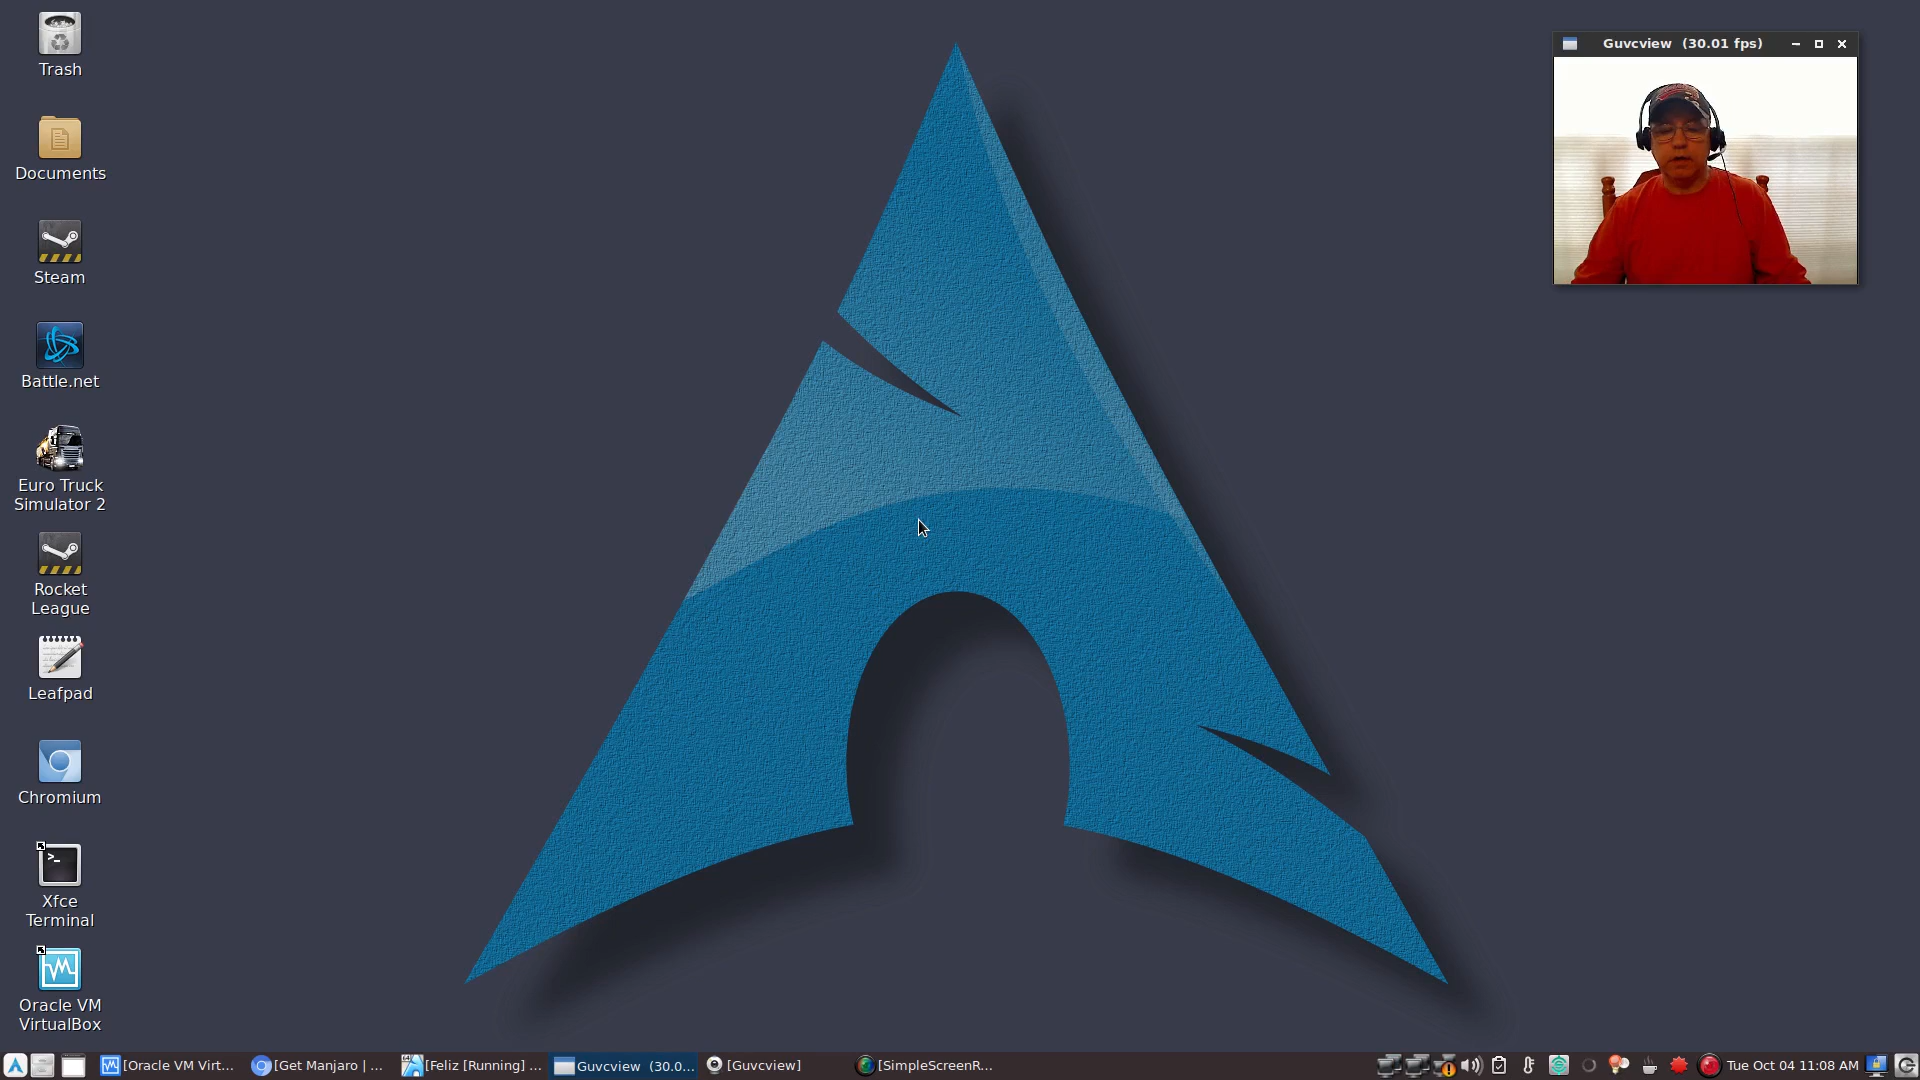 Trash
Documents
Steam
Battle.net
Euro Truck
Simulator 2
Rocket
League
Leafpad
Chromium
Xfce
Terminal
Oracle VM
VirtualBox
Guvcview (30.01 fps)
[Oracle VM Virt...
[Get Manjaro | ...
[Feliz [Running] ...
Guvcview (30.0...
[Guvcview]
[SimpleScreenR...
Tue Oct 04 11:08 AM